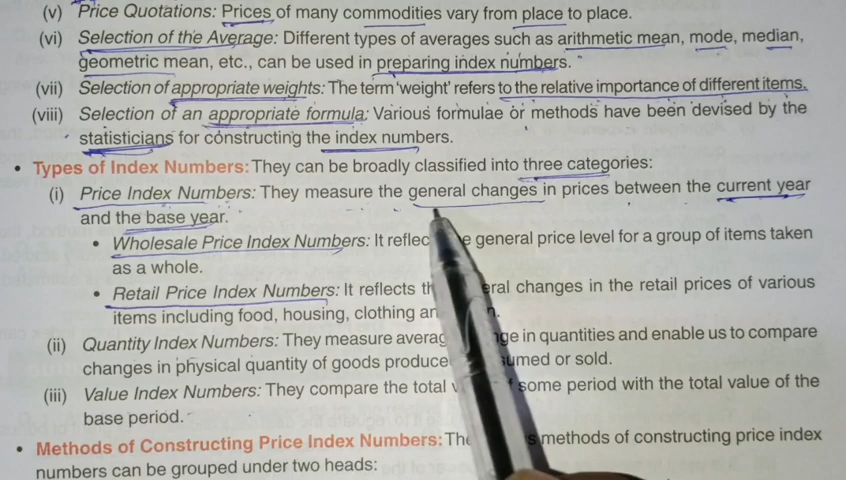 (v) Price Quotations: Prices of many commodities vary from place to place.
(vi) Selection of the Average: Different types of averages such as arithmetic mean, mode, median,
geometric mean, etc., can be used in preparing index numbers.
(vii) Selection of appropriate weights: The term 'weight' refers to the relative importance of different items.
(viii) Selection of an appropriate formula: Various formulae or methods have been devised by the
statisticians for constructing the index numbers.
• Types of Index Numbers: They can be broadly classified into three categories:
(i) Price Index Numbers: They measure the general changes in prices between the current year
and the base year.
• Wholesale Price Index Numbers: It reflec e general price level for a group of items taken
as a whole.
• Retail Price Index Numbers: It reflects th eral changes in the retail prices of various
items including food, housing, clothing an n.
(ii) Quantity Index Numbers: They measure averag nge in quantities and enable us to compare
changes in physical quantity of goods produce sumed or sold.
(iii) Value Index Numbers: They compare the total v some period with the total value of the
base period.
• Methods of Constructing Price Index Numbers: The s methods of constructing price index
numbers can be grouped under two heads: